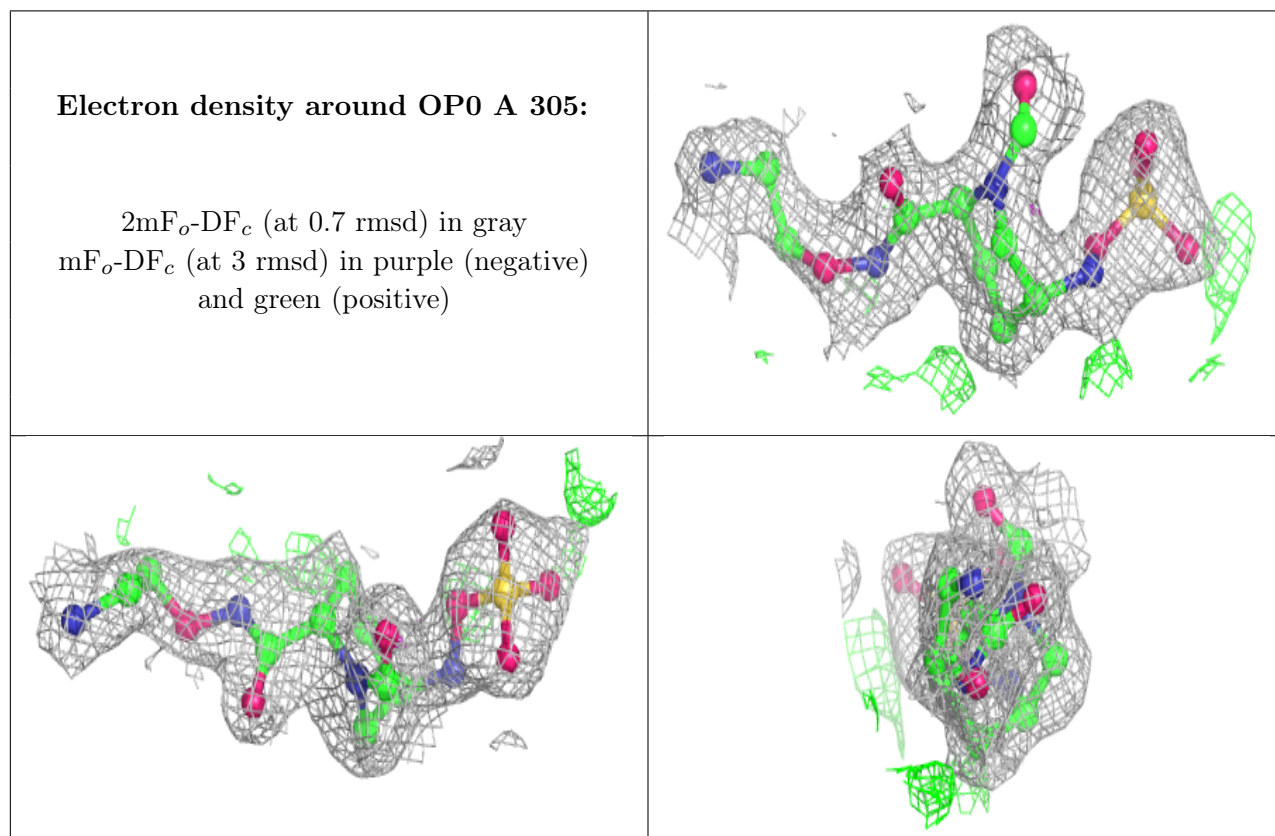 Electron density around OP0 A 305:
2mFo-DFc (at 0.7 rmsd) in gray
mFo-DFc (at 3 rmsd) in purple (negative)
and green (positive)